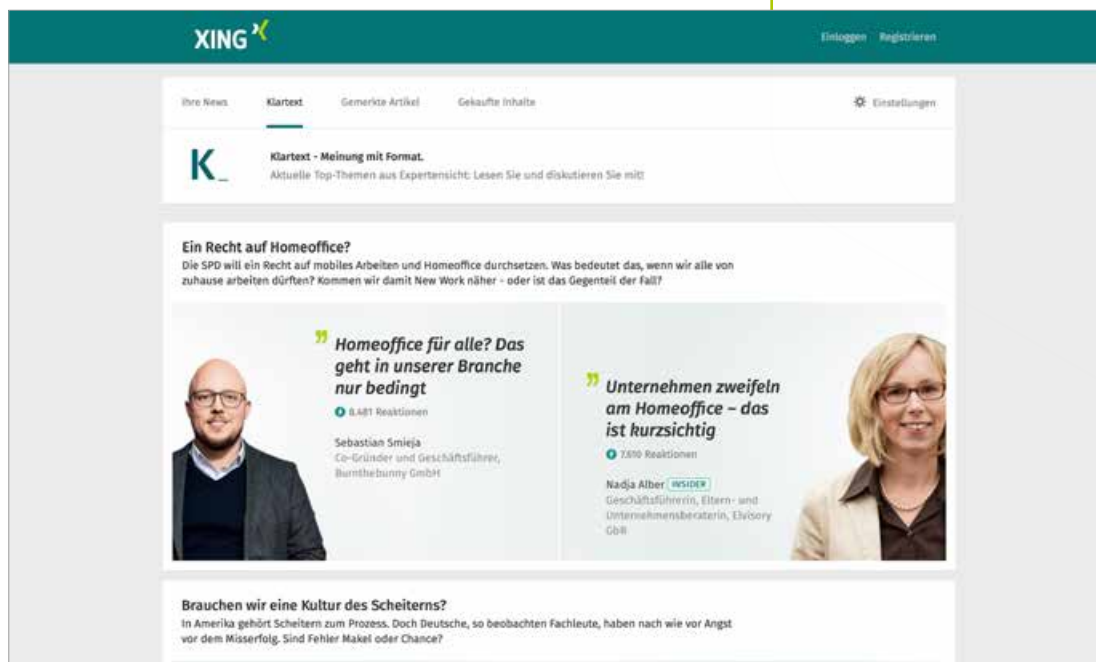 XING
Einloggen Registrieren
Ihre News Klartext Gemerkte Artikel Gekaufte Inhalte Einstellungen
K_
Klartext - Meinung mit Format.
Aktuelle Top-Themen aus Expertensicht: Lesen Sie und diskutieren Sie mit!
Ein Recht auf Homeoffice?
Die SPD will ein Recht auf mobiles Arbeiten und Homeoffice durchsetzen. Was bedeutet das, wenn wir alle von
zuhause arbeiten dürften? Kommen wir damit New Work näher - oder ist das Gegenteil der Fall?
Homeoffice für alle? Das
geht in unserer Branche
nur bedingt
8.481 Reaktionen
Sebastian Smieja
Co-Gründer und Geschäftsführer,
Burnthebunny GmbH
Unternehmen zweifeln
am Homeoffice – das
ist kurzsichtig
7.610 Reaktionen
Nadja Alber INSIDER
Geschäftsführerin, Eltern- und
Unternehmensberaterin, Elvisory
GbR
Brauchen wir eine Kultur des Scheiterns?
In Amerika gehört Scheitern zum Prozess. Doch Deutsche, so beobachten Fachleute, haben nach wie vor Angst
vor dem Misserfolg. Sind Fehler Makel oder Chance?